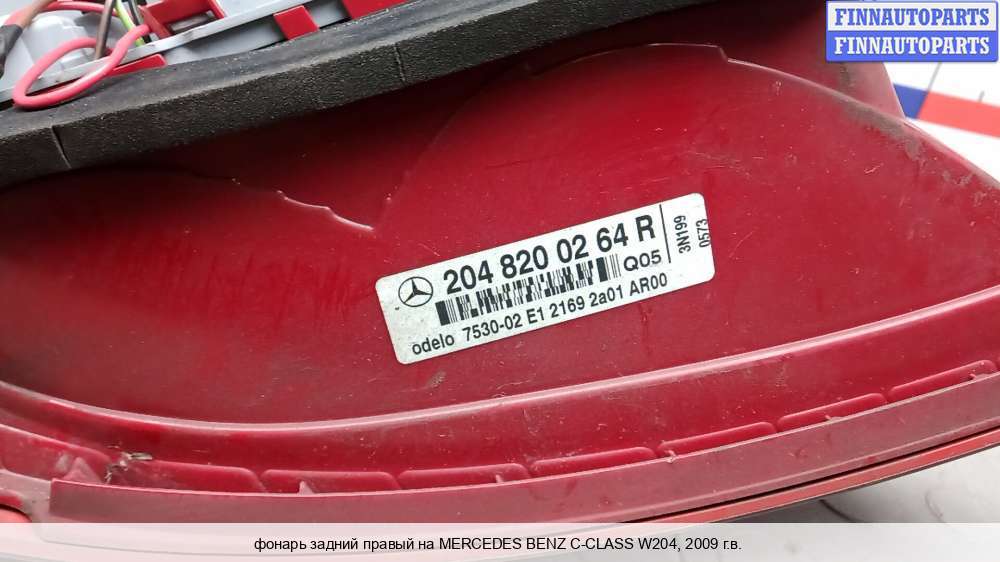 FINNAUTOPARTS
FINNAUTOPARTS
204 820 02 64 R
Q05
3N199
0573
odelo 7530-02 E1 2169 2a01 AR00
фонарь задний правый на MERCEDES BENZ C-CLASS W204, 2009 г.в.